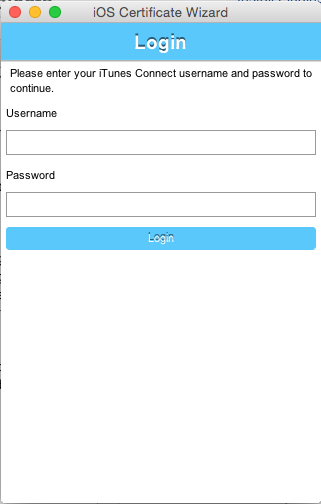 iOS Certificate Wizard
Login
Please enter your iTunes Connect username and password to
continue.
Username
Password
Login